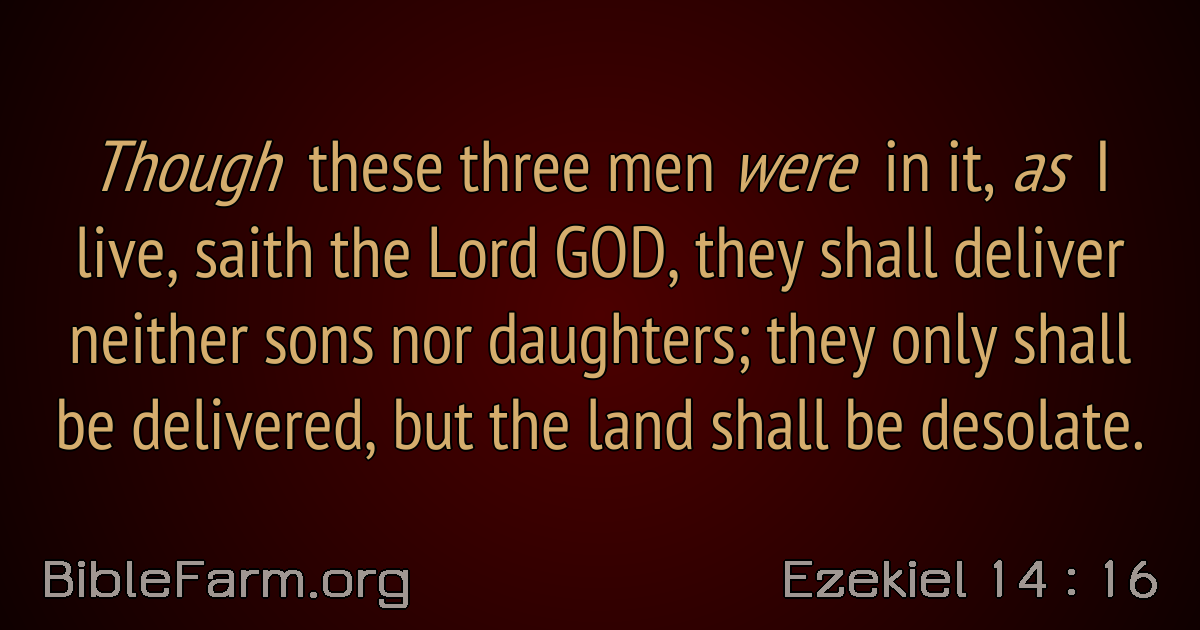 Though these three men were in it, as I
live, saith the Lord GOD, they shall deliver
neither sons nor daughters; they only shall
be delivered, but the land shall be desolate.
BibleFarm.org
Ezekiel 14 : 16